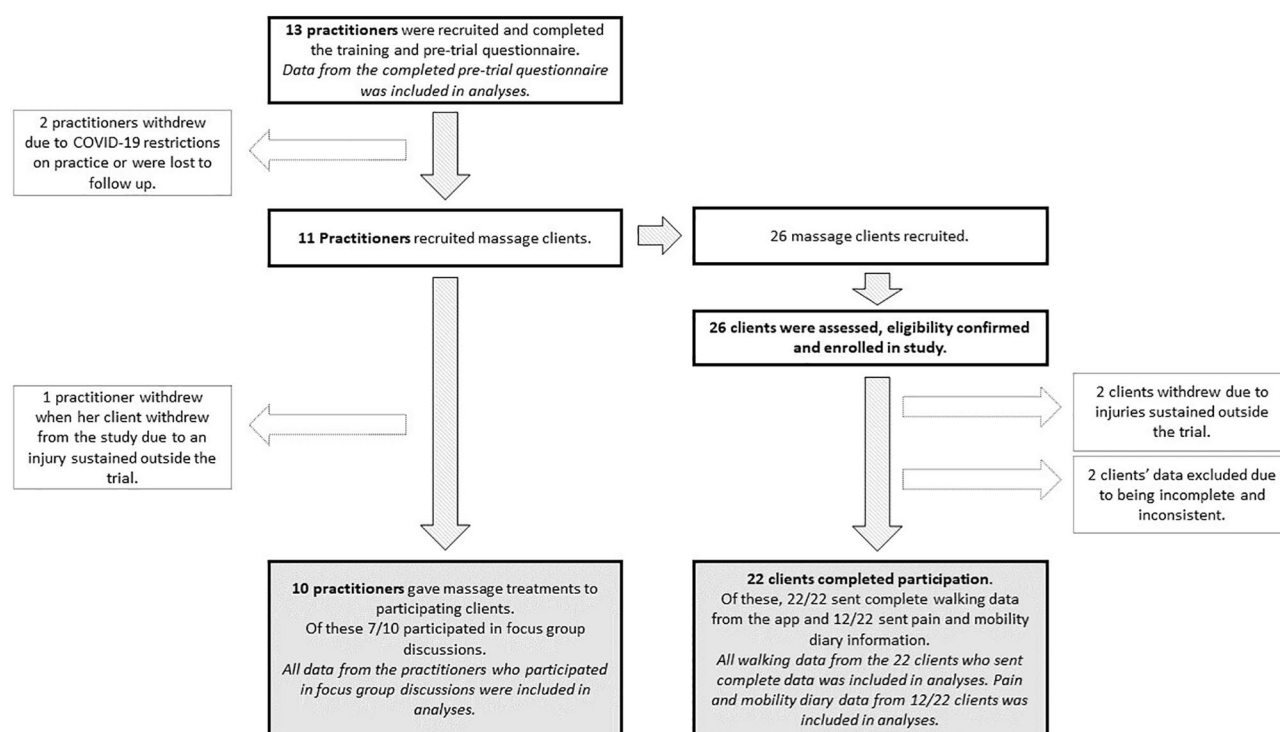 13 practitioners were recruited and completed
the training and pre-trial questionnaire.
Data from the completed pre-trial questionnaire
was included in analyses.
2 practitioners withdrew
due to COVID-19 restrictions
on practice or were lost to
follow up.
11 Practitioners recruited massage clients.
26 massage clients recruited.
26 clients were assessed, eligibility confirmed
and enrolled in study.
1 practitioner withdrew
when her client withdrew
from the study due to an
injury sustained outside the
trial.
2 clients withdrew due to
injuries sustained outside
the trial.
2 clients’ data excluded due
to being incomplete and
inconsistent.
10 practitioners gave massage treatments to
participating clients.
Of these 7/10 participated in focus group
discussions.
All data from the practitioners who participated
in focus group discussions were included in
analyses.
22 clients completed participation.
Of these, 22/22 sent complete walking data
from the app and 12/22 sent pain and mobility
diary information.
All walking data from the 22 clients who sent
complete data was included in analyses. Pain
and mobility diary data from 12/22 clients was
included in analyses.